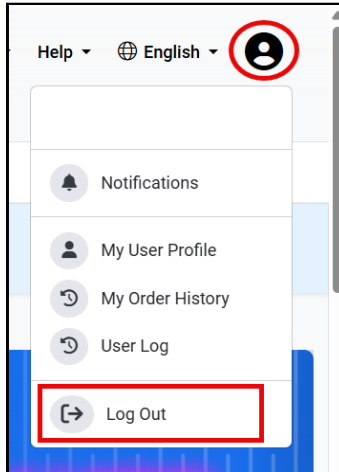 Help English
Notifications
My User Profile
My Order History
User Log
Log Out